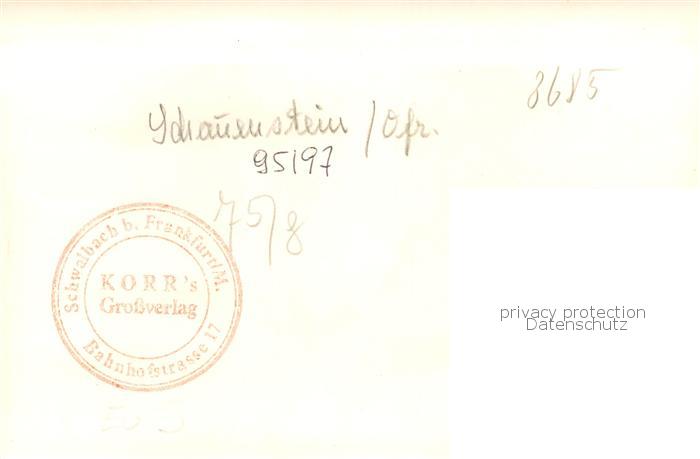 8685
Schauenstein / Ofr.
95197
75/8
Schwalbach b. Frankfurt/M.
KORR's
Großverlag
Bahnhofstrasse 17
privacy protection
Datenschutz